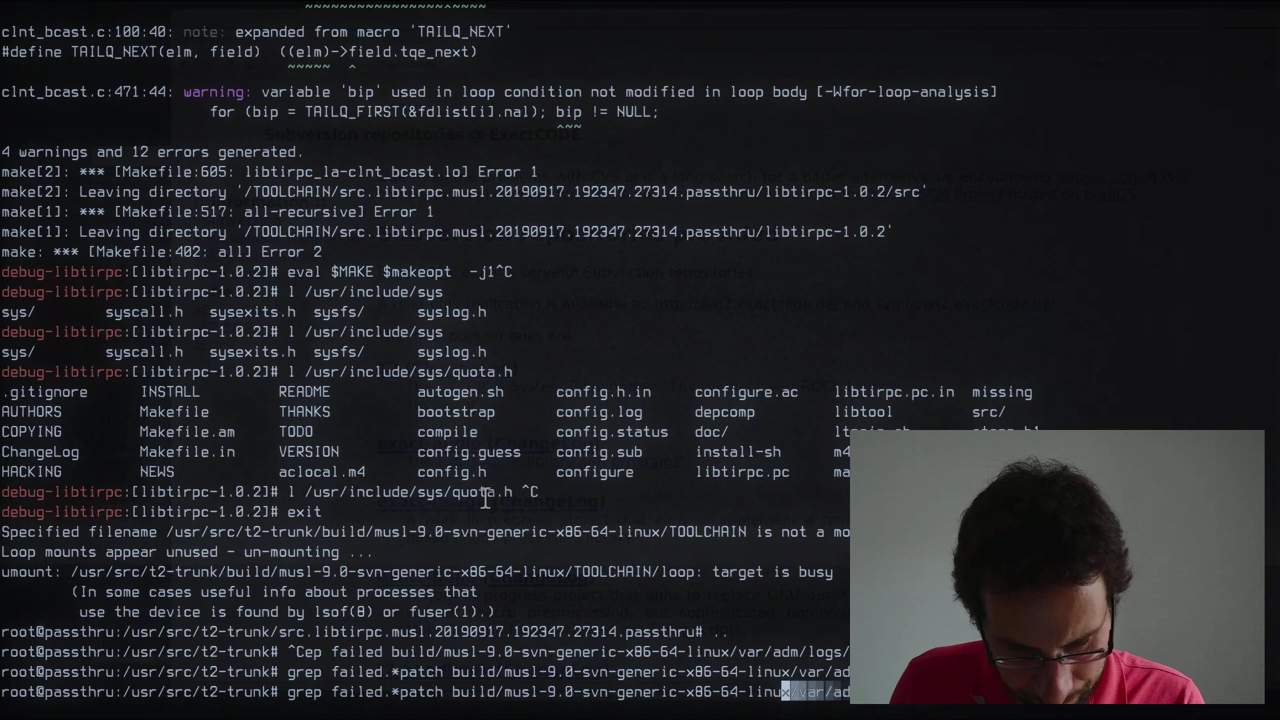 clnt_bcast.c:100:40: note: expanded from macro 'TAILQ_NEXT'
#define TAILQ_NEXT(elm, field)  ((elm)->field.tqe_next)
clnt_bcast.c:471:44: warning: variable 'bip' used in loop condition not modified in loop body [-Wfor-loop-analysis]
for (bip = TAILQ_FIRST(&fdlist[i].nal); bip != NULL;
^~~
Subversion repositories @ ExactCODE
4 warnings and 12 errors generated.
make[2]: *** [Makefile:605: libtirpc_la-clnt_bcast.lo] Error 1
make[2]: Leaving directory '/TOOLCHAIN/src.libtirpc.musl.20190917.192347.27314.passthru/libtirpc-1.0.2/src'
make[1]: *** [Makefile:517: all-recursive] Error 1
make[1]: Leaving directory '/TOOLCHAIN/src.libtirpc.musl.20190917.192347.27314.passthru/libtirpc-1.0.2'
make: *** [Makefile:402: all] Error 2
debug-libtirpc:[libtirpc-1.0.2]# eval $MAKE $makeopt  -j1^C
debug-libtirpc:[libtirpc-1.0.2]# l /usr/include/sys
sys/ syscall.h sysexits.h sysfs/ syslog.h
debug-libtirpc:[libtirpc-1.0.2]# l /usr/include/sys
sys/ syscall.h sysexits.h sysfs/ syslog.h
debug-libtirpc:[libtirpc-1.0.2]# l /usr/include/sys/quota.h
.gitignore INSTALL README autogen.sh config.h.in configure.ac libtirpc.pc.in missing
AUTHORS Makefile THANKS bootstrap config.log depcomp libtool src/
COPYING Makefile.am TODO compile config.status doc/
ChangeLog Makefile.in VERSION config.guess config.sub install-sh m4
HACKING NEWS aclocal.m4 config.h configure libtirpc.pc ma
debug-libtirpc:[libtirpc-1.0.2]# l /usr/include/sys/quota.h ^C
debug-libtirpc:[libtirpc-1.0.2]# exit
Specified filename /usr/src/t2-trunk/build/musl-9.0-svn-generic-x86-64-linux/TOOLCHAIN is not a mo
Loop mounts appear unused - un-mounting ...
umount: /usr/src/t2-trunk/build/musl-9.0-svn-generic-x86-64-linux/TOOLCHAIN/loop: target is busy
(In some cases useful info about processes that
use the device is found by lsof(8) or fuser(1).)
root@passthru:/usr/src/t2-trunk/src.libtirpc.musl.20190917.192347.27314.passthru# ..
root@passthru:/usr/src/t2-trunk# ^Cep failed build/musl-9.0-svn-generic-x86-64-linux/var/adm/logs/
root@passthru:/usr/src/t2-trunk# grep failed.*patch build/musl-9.0-svn-generic-x86-64-linux/var/ad
root@passthru:/usr/src/t2-trunk# grep failed.*patch build/musl-9.0-svn-generic-x86-64-linux/var/ad